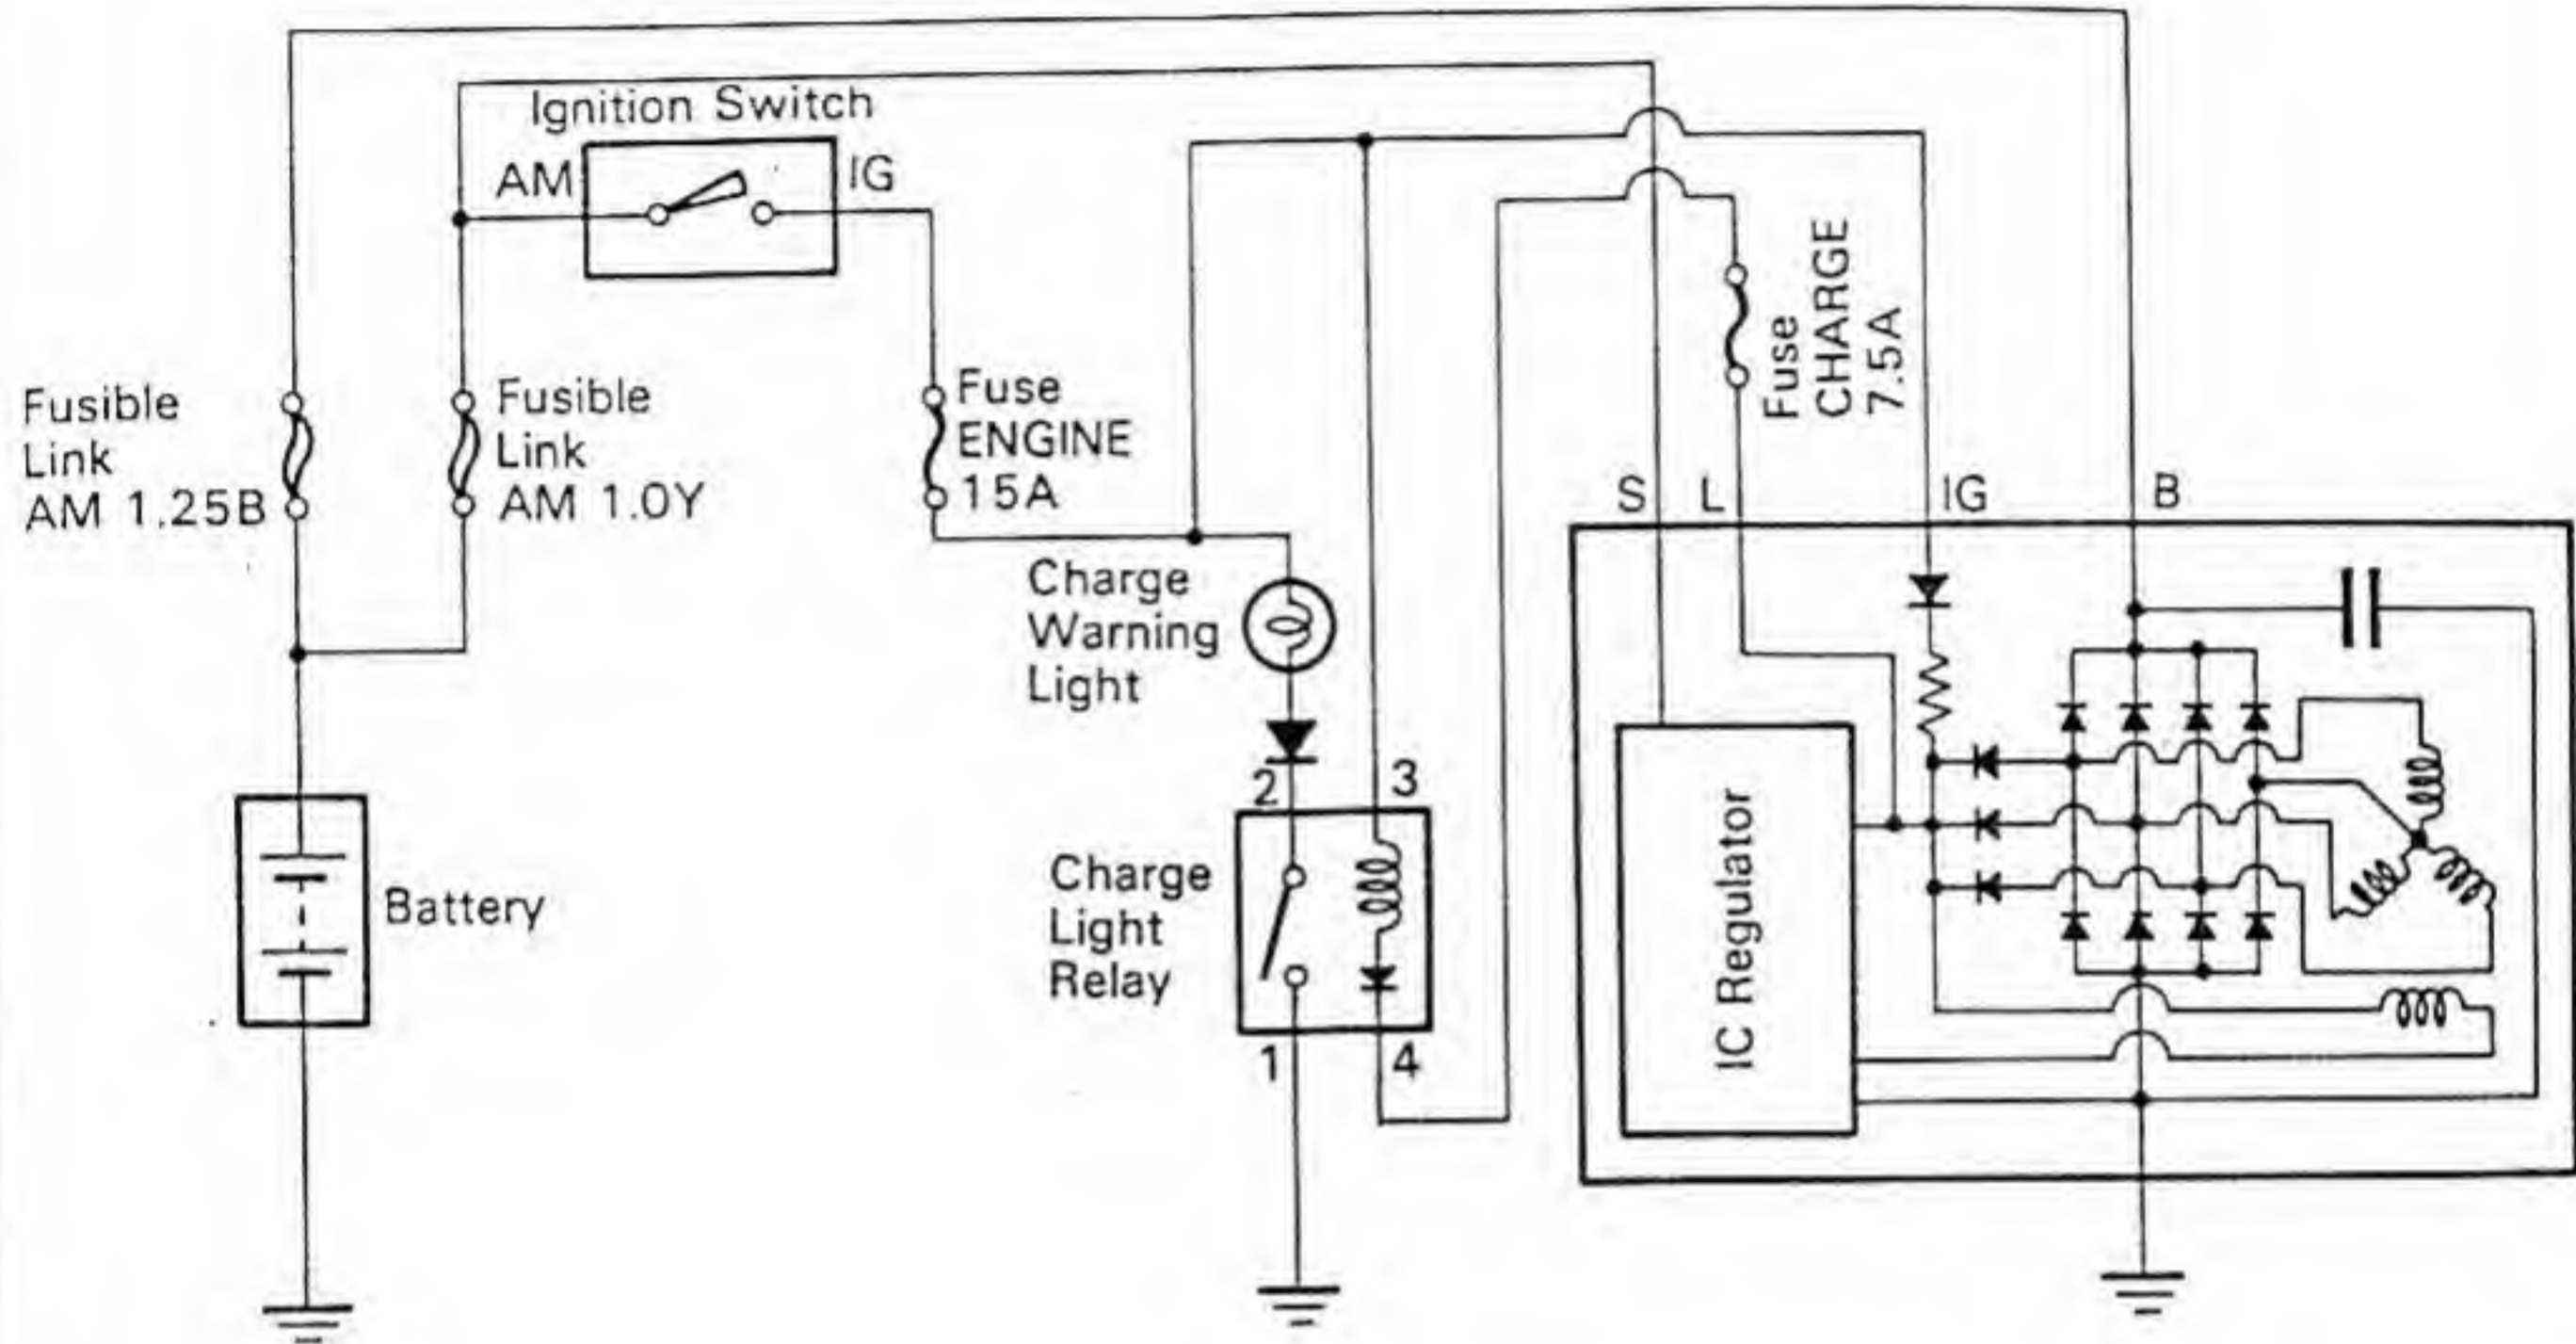 Ignition Switch
AM
IG
Fusible
Link
AM 1.25B
Fusible
Link
AM 1.0Y
Fuse
ENGINE
15A
Fuse
CHARGE
7.5A
S
L
IG
B
Charge
Warning
Light
2
3
Charge
Light
Relay
1
4
Battery
IC Regulator